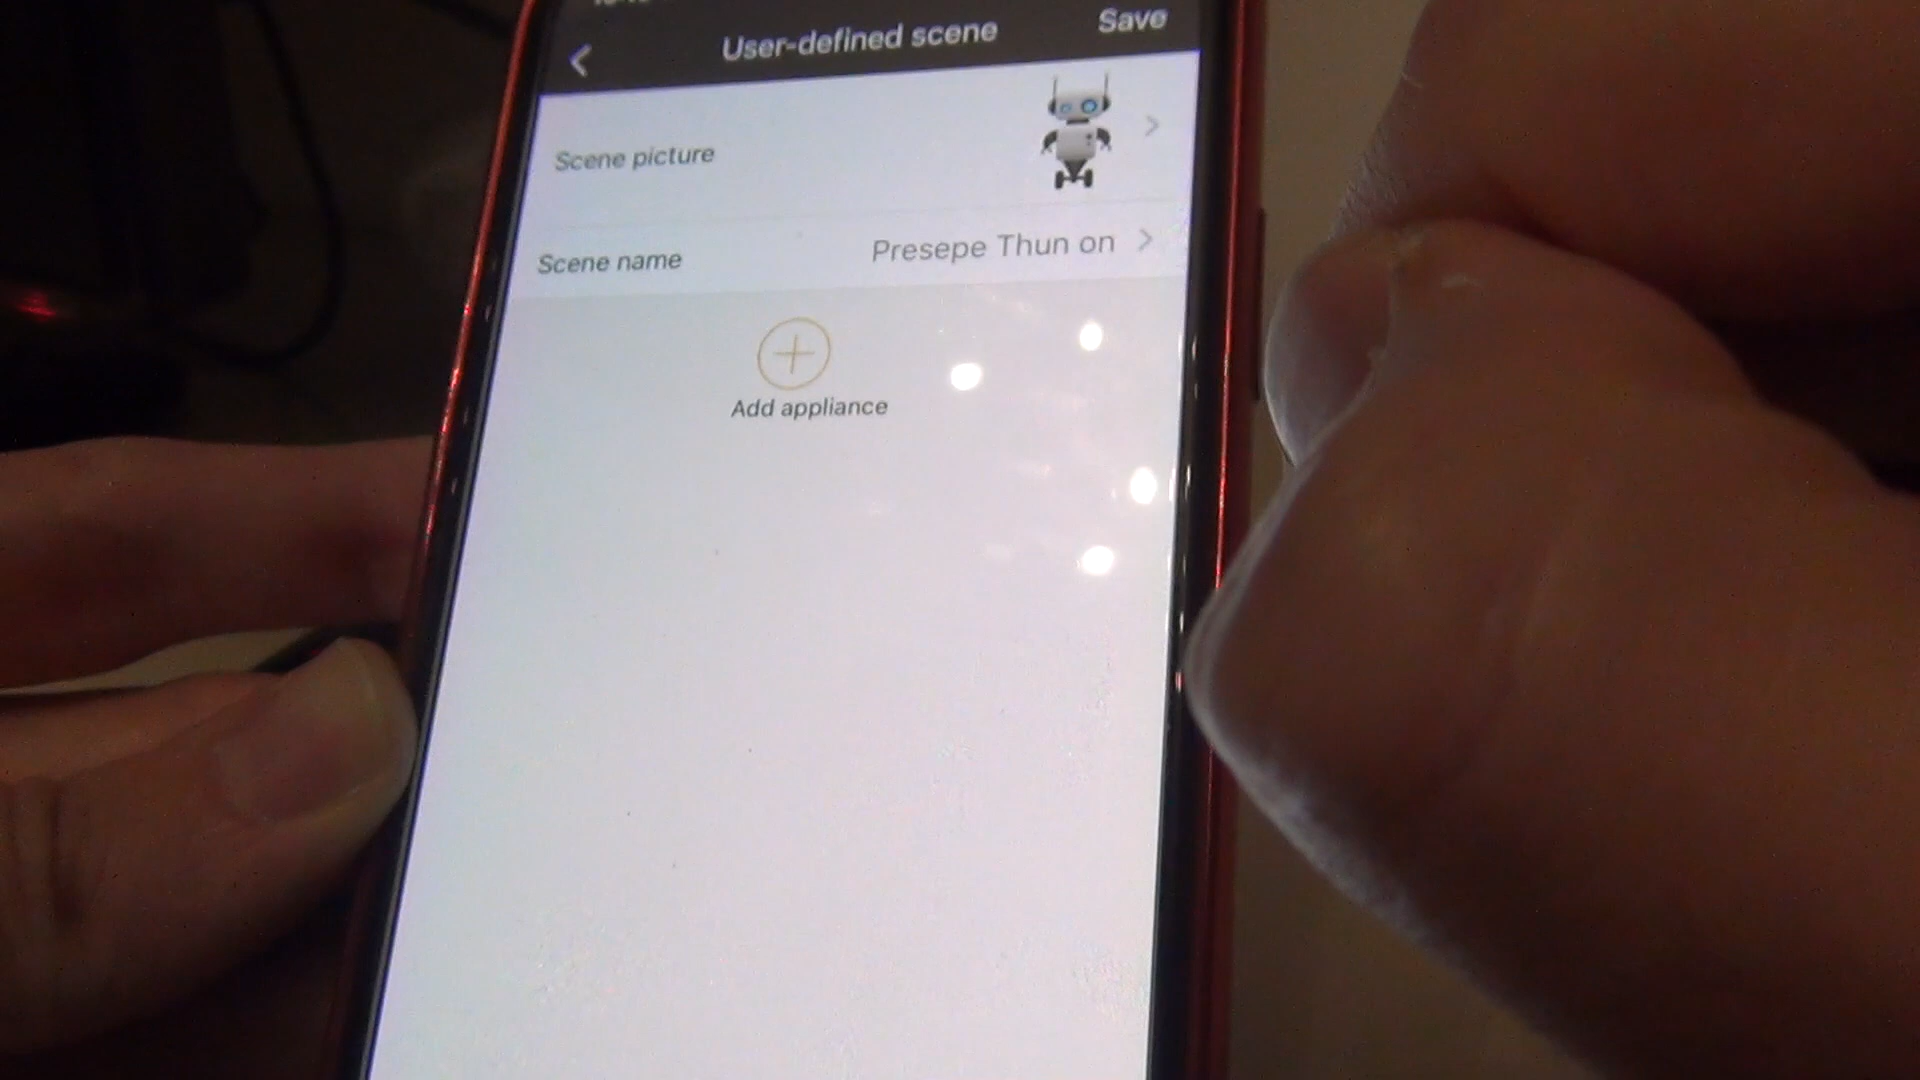 User-defined scene
Save
Scene picture
Scene name
Presepe Thun on
Add appliance